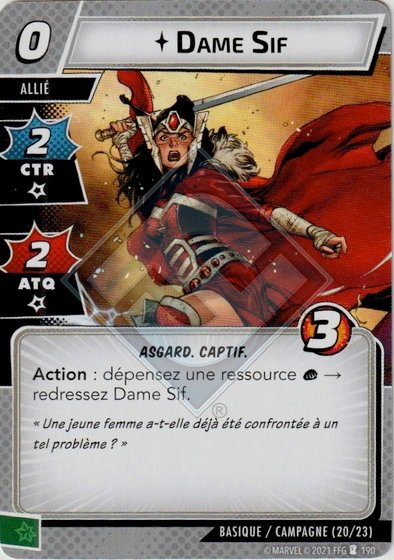 0
DAME SIF
ALLIÉ
2
CTR
2
ATQ
3
ASGARD. CAPTIF.
Action : dépensez une ressource →
redressez Dame Sif.
« Une jeune femme a-t-elle déjà été confrontée à un
tel problème ? »
®
BASIQUE / CAMPAGNE (20/23)
© MARVEL © 2021 FFG 190